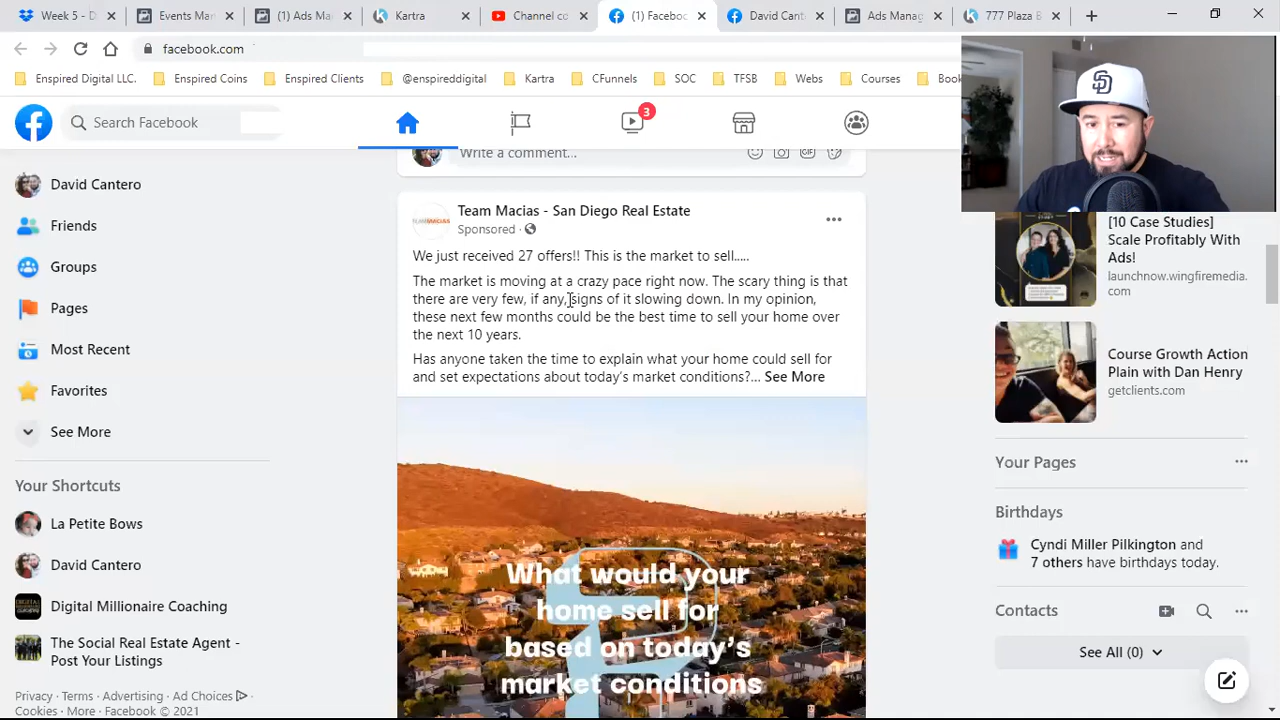 Week 5 - D
Events Man
(1) Ads Ma
Kartra
Channel co
(1) Faceboo
David Cant
Ads Manag
777 Plaza B
facebook.com
Enspired Digital LLC.
Enspired Coins
Enspired Clients
@enspireddigital
Kartra
CFunnels
SOC
TFSB
Webs
Courses
Book
Search Facebook
3
David Cantero
Friends
Groups
Pages
Most Recent
Favorites
See More
Your Shortcuts
La Petite Bows
David Cantero
Digital Millionaire Coaching
The Social Real Estate Agent -
Post Your Listings
Privacy · Terms · Advertising · Ad Choices ·
Cookies · More · Facebook © 2021
Write a comment...
GIF
TEAMMACIAS
Team Macias - San Diego Real Estate
Sponsored ·
We just received 27 offers!! This is the market to sell.....
The market is moving at a crazy pace right now. The scary thing is that
there are very few, if any, signs of it slowing down. In my opinion,
these next few months could be the best time to sell your home over
the next 10 years.
Has anyone taken the time to explain what your home could sell for
and set expectations about today's market conditions?... See More
What would your
home sell for
based on today's
market conditions
SD
[10 Case Studies]
Scale Profitably With
Ads!
launchnow.wingfiremedia.
com
Course Growth Action
Plain with Dan Henry
getclients.com
Your Pages
Birthdays
Cyndi Miller Pilkington and
7 others have birthdays today.
Contacts
See All (0)